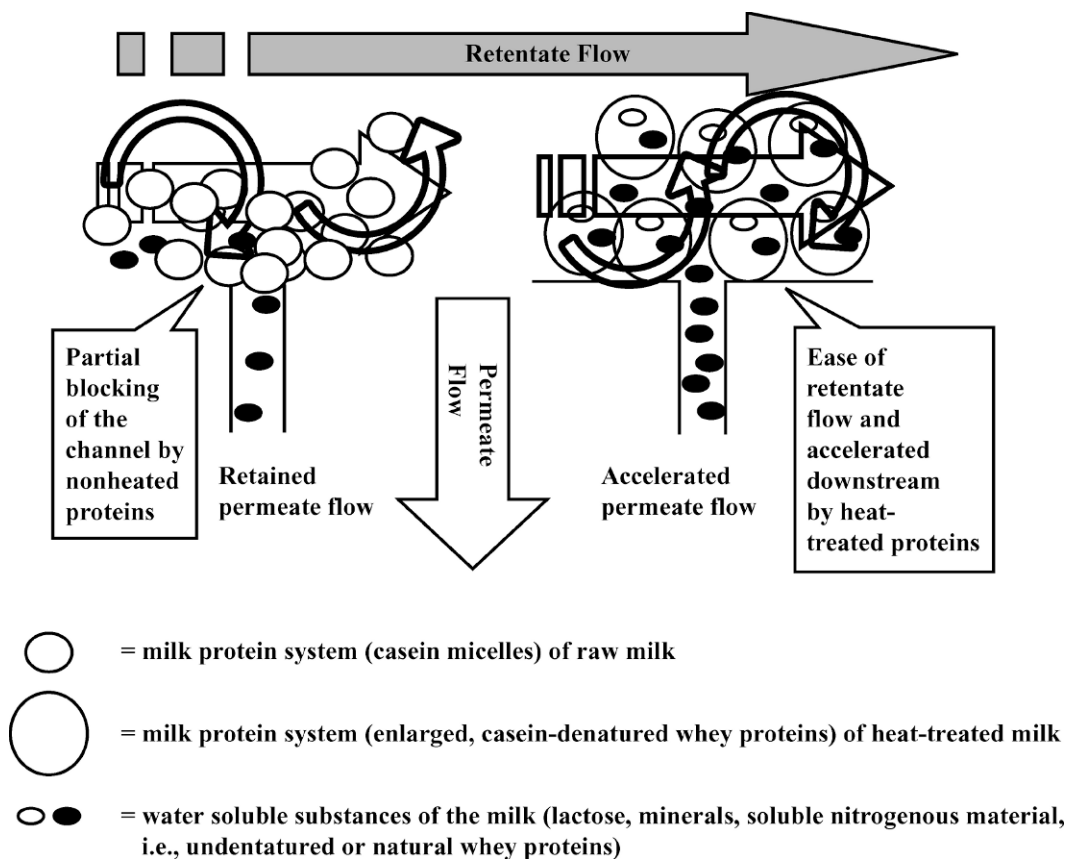 Retentate Flow
Partial
blocking
of the
channel by
nonheated
proteins
Retained
permeate flow
Permeate
Flow
Accelerated
permeate flow
Ease of
retentate
flow and
accelerated
downstream
by heat-
treated proteins
= milk protein system (casein micelles) of raw milk
= milk protein system (enlarged, casein-denatured whey proteins) of heat-treated milk
= water soluble substances of the milk (lactose, minerals, soluble nitrogenous material,
i.e., undentatured or natural whey proteins)